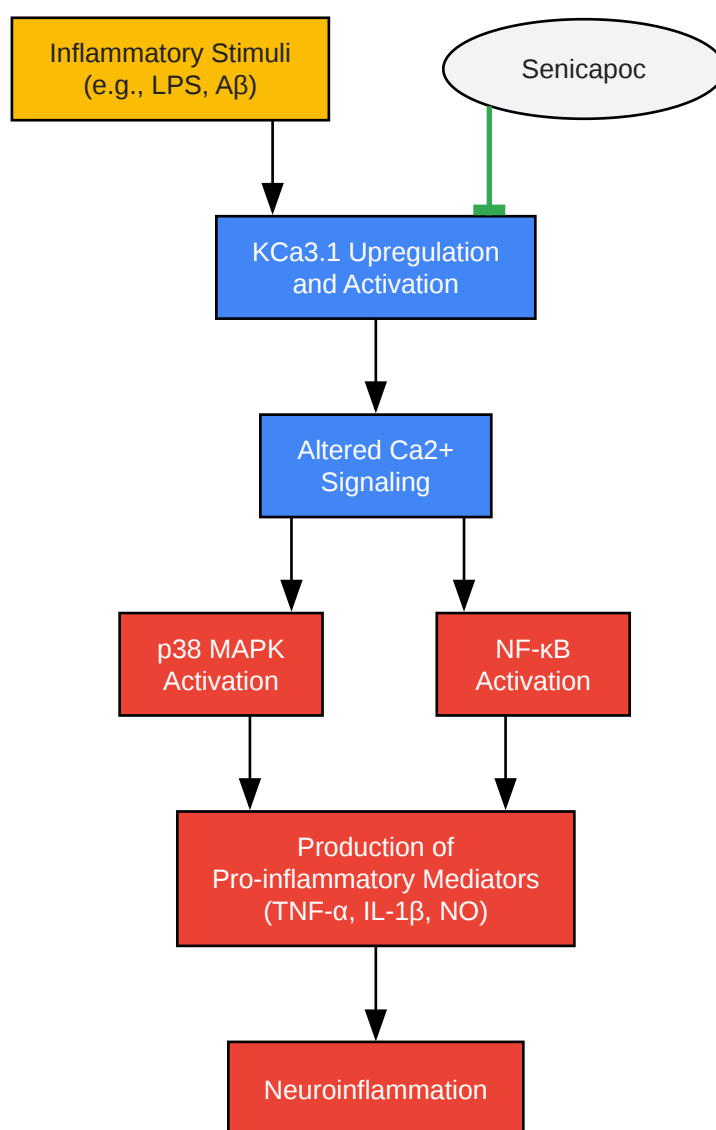 Inflammatory Stimuli
(e.g., LPS, Aβ)
Senicapoc
KCa3.1 Upregulation
and Activation
Altered Ca2+
Signaling
p38 MAPK
Activation
NF-κB
Activation
Production of
Pro-inflammatory Mediators
(TNF-α, IL-1β, NO)
Neuroinflammation